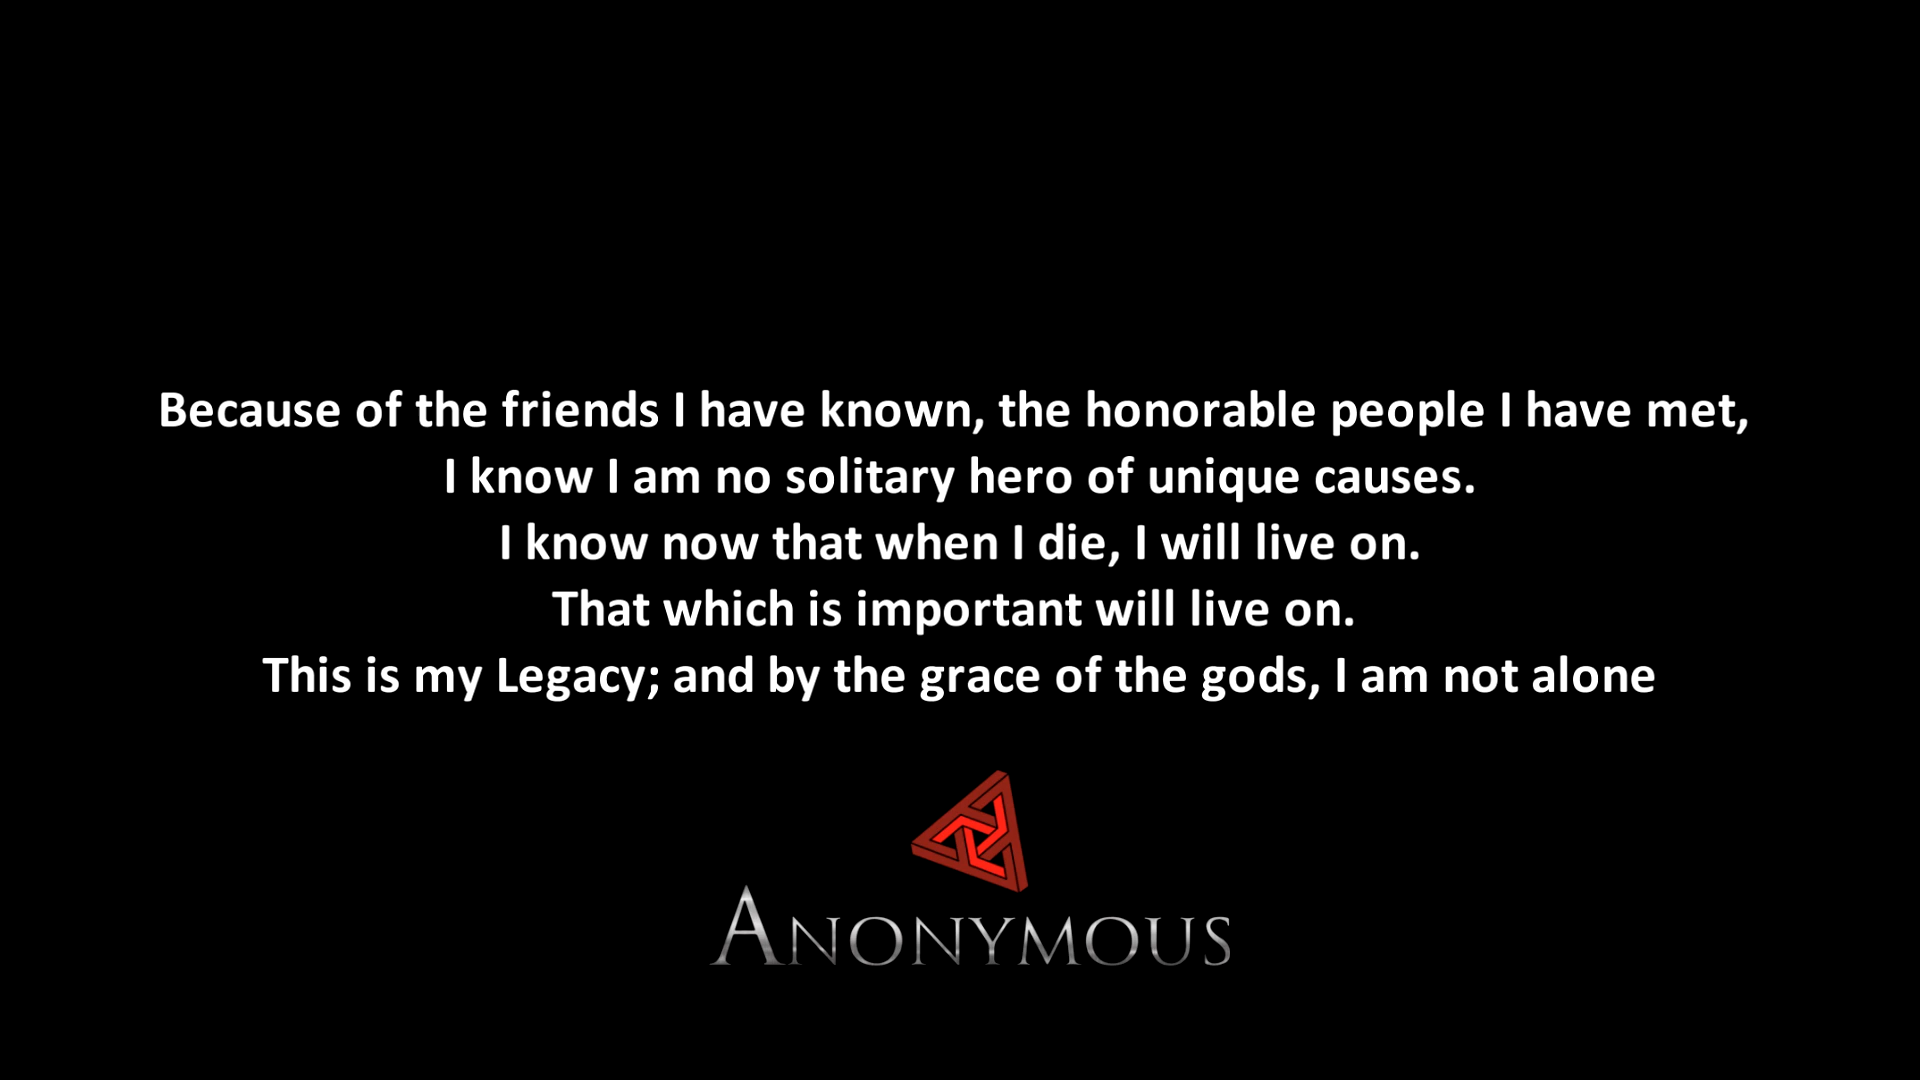 Because of the friends I have known, the honorable people I have met,
I know I am no solitary hero of unique causes.
I know now that when I die, I will live on.
That which is important will live on.
This is my Legacy; and by the grace of the gods, I am not alone
ANONYMOUS